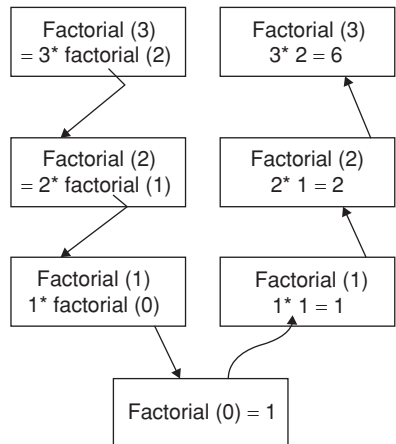 Factorial (3)
= 3* factorial (2)
Factorial (2)
= 2* factorial (1)
Factorial (1)
1* factorial (0)
Factorial (0) = 1
Factorial (1)
1* 1 = 1
Factorial (2)
2* 1 = 2
Factorial (3)
3* 2 = 6